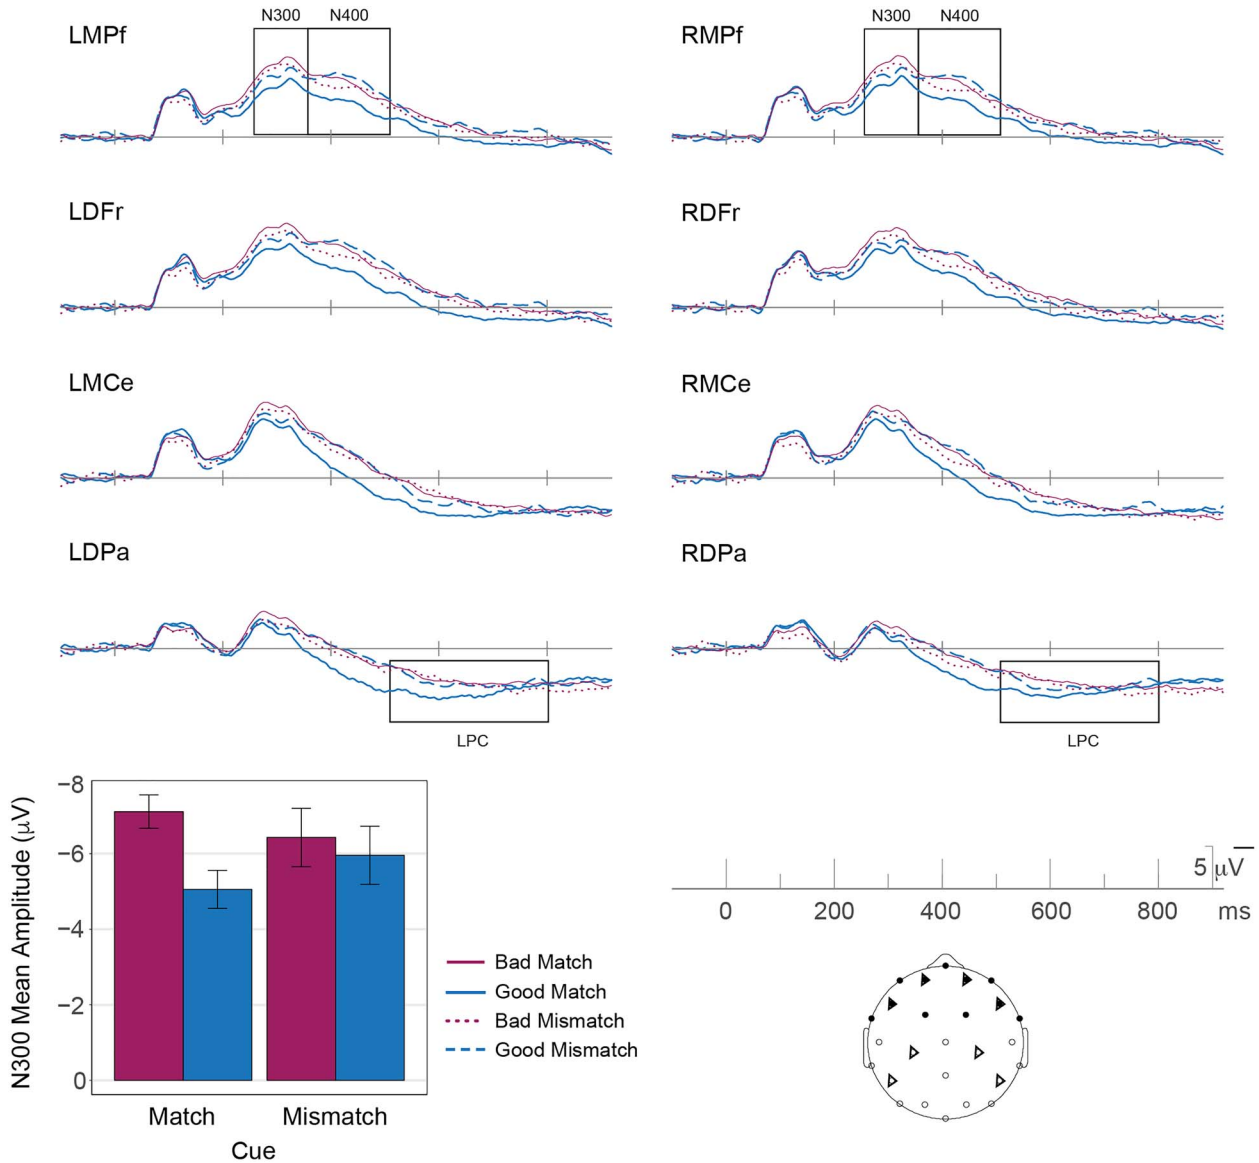 N300 N400
LMPf
N300 N400
RMPf
LDFr
RDFr
LMCe
RMCe
LDPa
RDPa
LPC
LPC
N300 Mean Amplitude (μV)
−8
−6
−4
−2
0
Match Mismatch
Cue
Bad Match
Good Match
Bad Mismatch
Good Mismatch
5 μV
0 200 400 600 800 ms